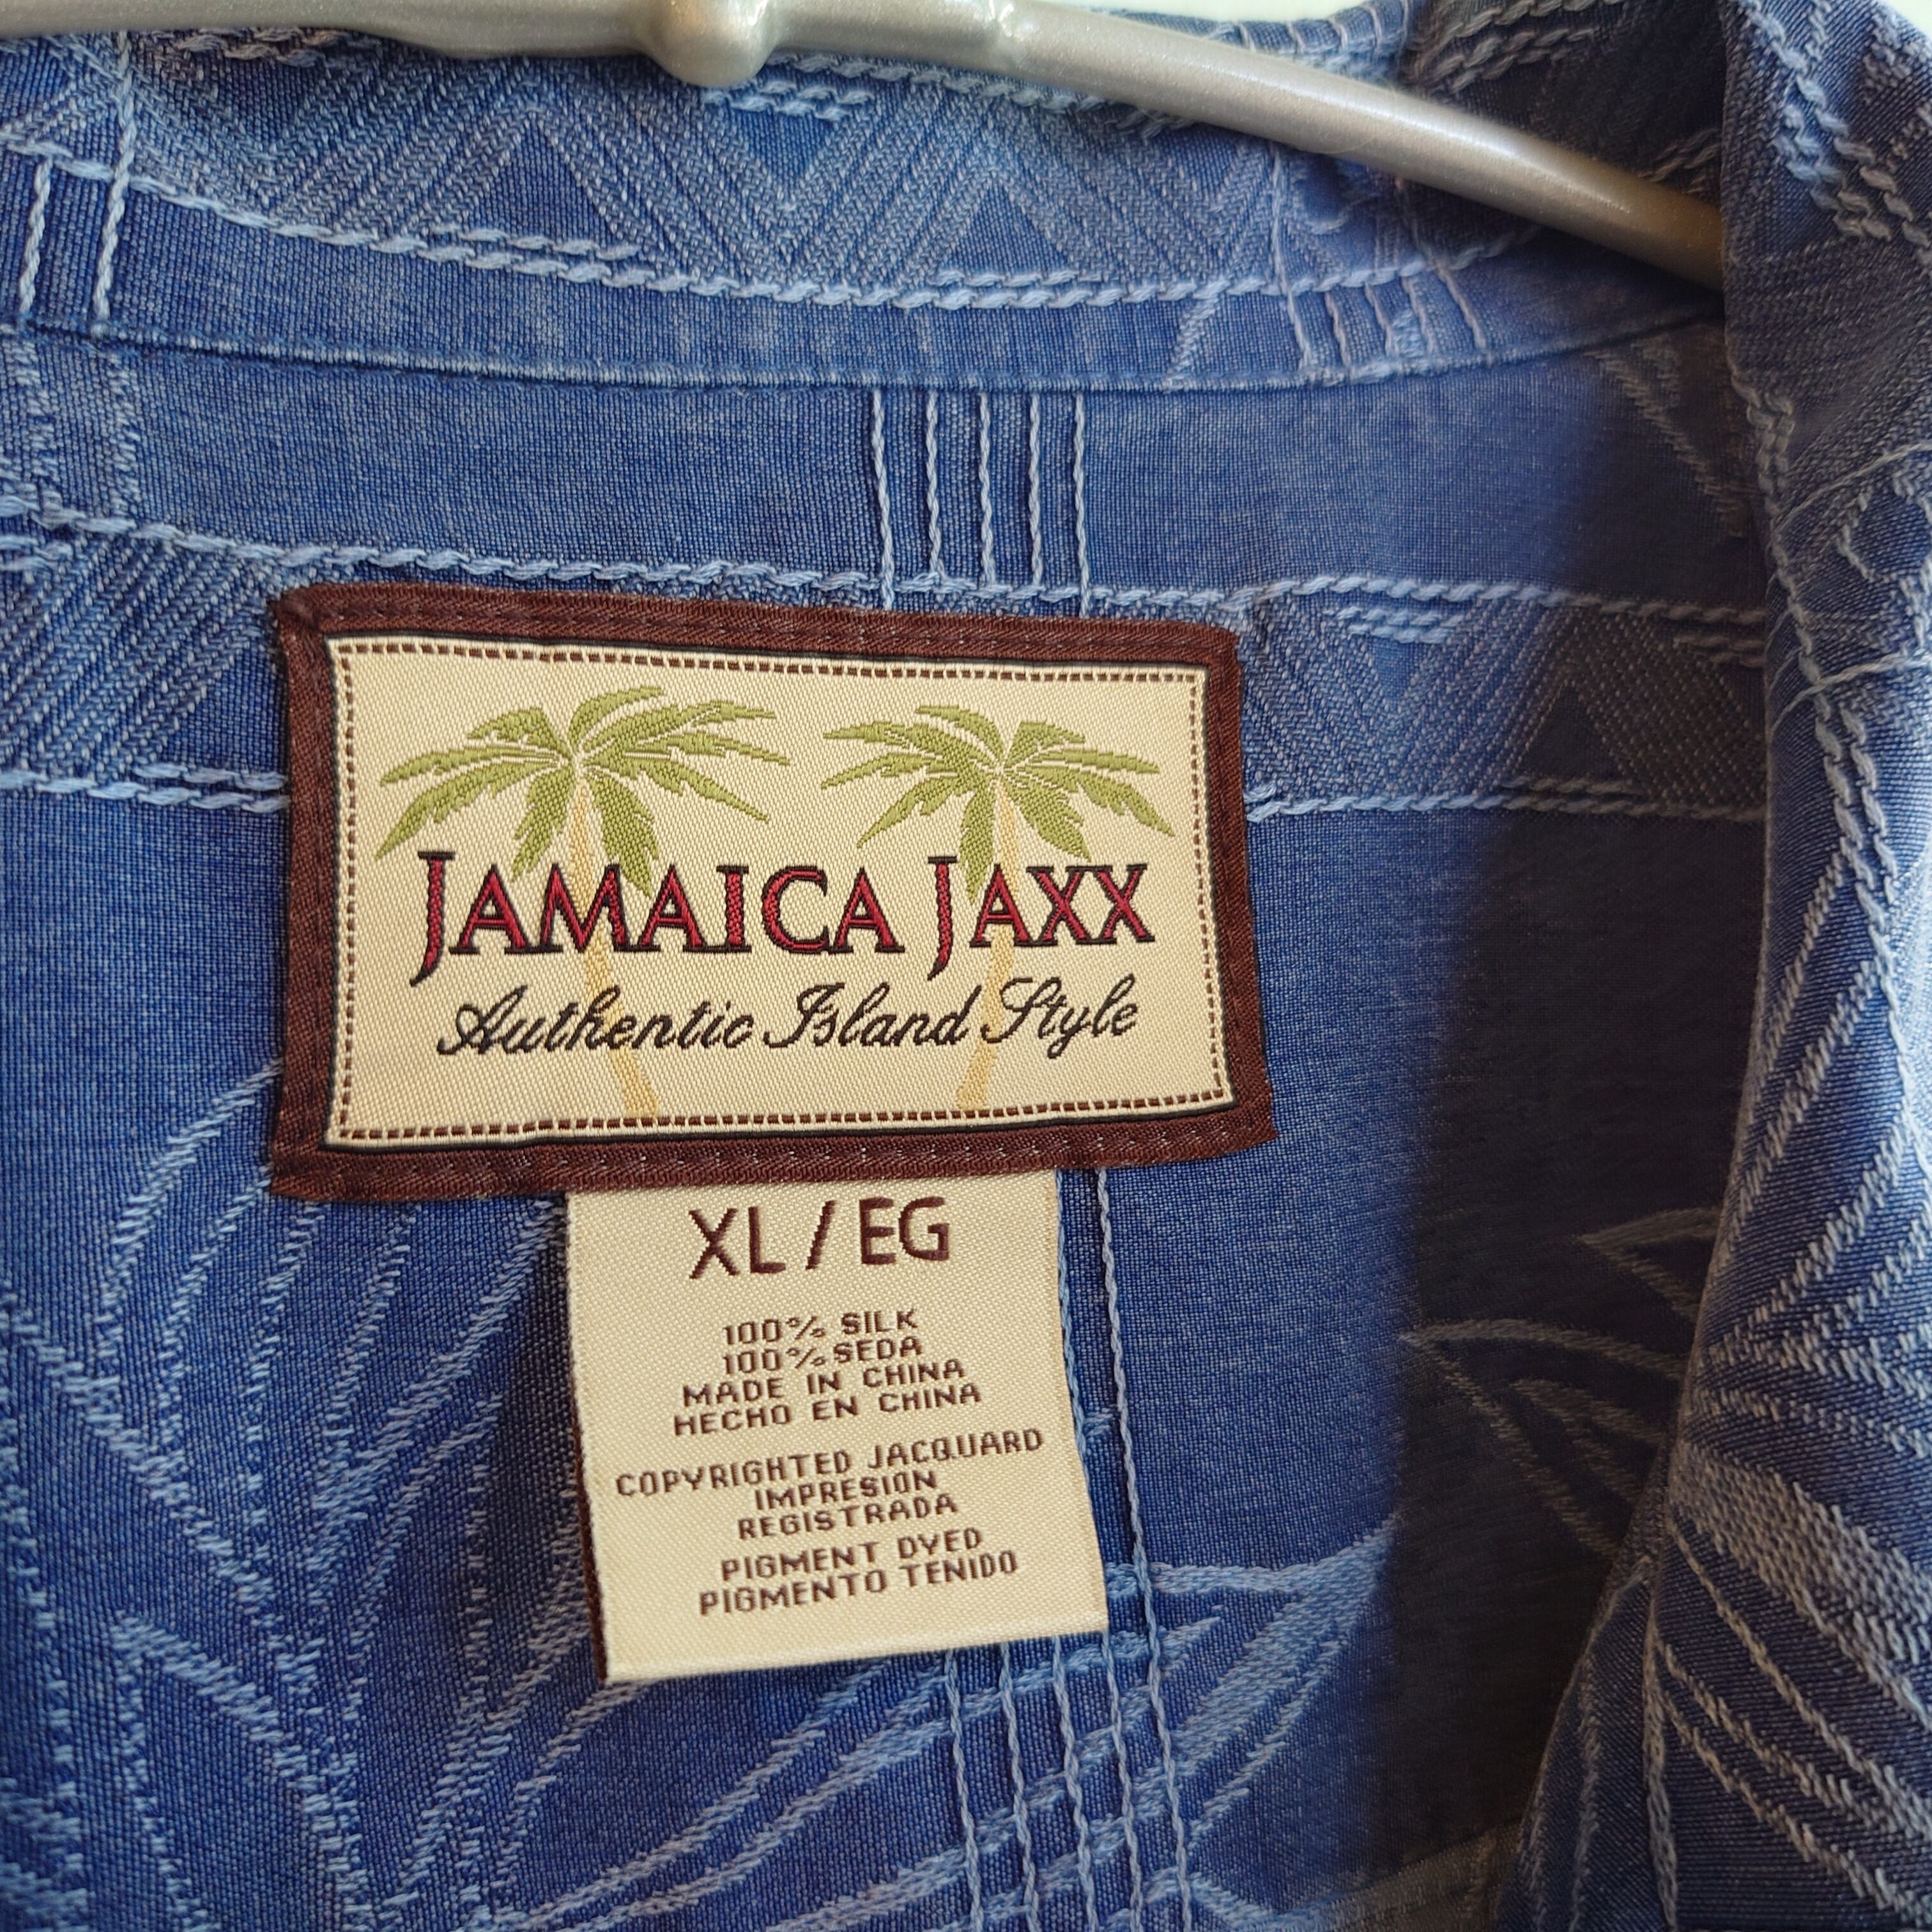 JAMAICA JAXX
Authentic Island Style
XL / EG
100% SILK
100% SEDA
MADE IN CHINA
HECHO EN CHINA
COPYRIGHTED JACQUARD
IMPRESION
REGISTRADA
PIGMENT DYED
PIGMENTO TENIDO